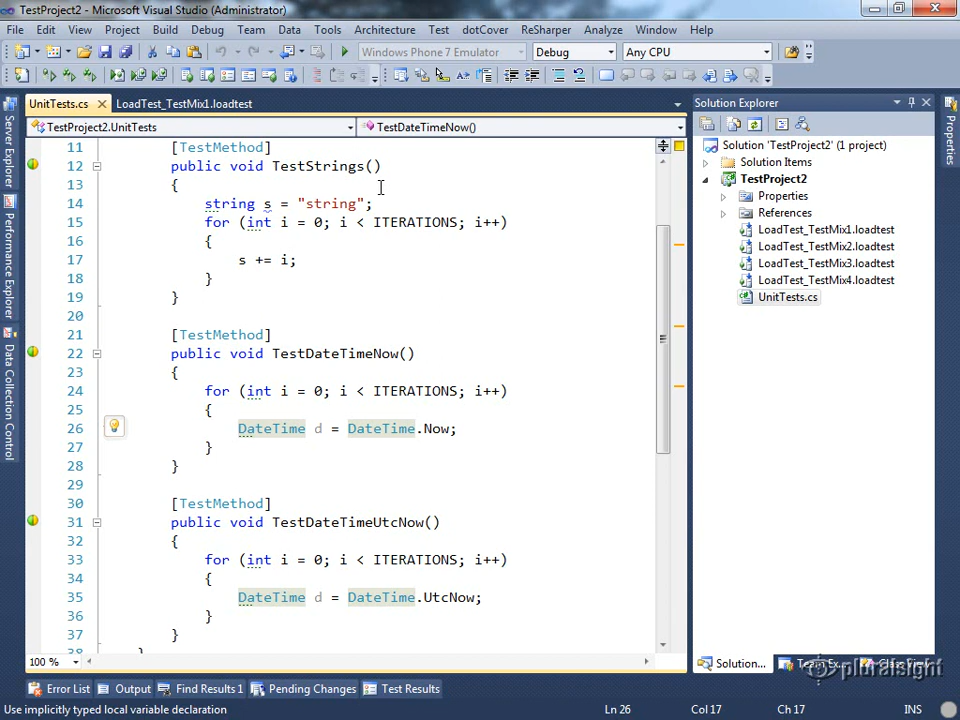 TestProject2 - Microsoft Visual Studio (Administrator)
File Edit View Project Build Debug Team Data Tools Architecture Test dotCover ReSharper Analyze Window Help
Windows Phone 7 Emulator Debug Any CPU
UnitTests.cs LoadTest_TestMix1.loadtest
TestProject2.UnitTests TestDateTimeNow()
11 [TestMethod]
12 public void TestStrings()
13 {
14 string s = "string";
15 for (int i = 0; i < ITERATIONS; i++)
16 {
17 s += i;
18 }
19 }
20
21 [TestMethod]
22 public void TestDateTimeNow()
23 {
24 for (int i = 0; i < ITERATIONS; i++)
25 {
26 DateTime d = DateTime.Now;
27 }
28 }
29
30 [TestMethod]
31 public void TestDateTimeUtcNow()
32 {
33 for (int i = 0; i < ITERATIONS; i++)
34 {
35 DateTime d = DateTime.UtcNow;
36 }
37 }
38 }
100 %
Server Explorer
Performance Explorer
Data Collection Control
Solution Explorer
Solution 'TestProject2' (1 project)
Solution Items
TestProject2
Properties
References
LoadTest_TestMix1.loadtest
LoadTest_TestMix2.loadtest
LoadTest_TestMix3.loadtest
LoadTest_TestMix4.loadtest
UnitTests.cs
Solution... Team Ex... Class View
pluralsight
Properties
Error List Output Find Results 1 Pending Changes Test Results
Use implicitly typed local variable declaration Ln 26 Col 17 Ch 17 INS